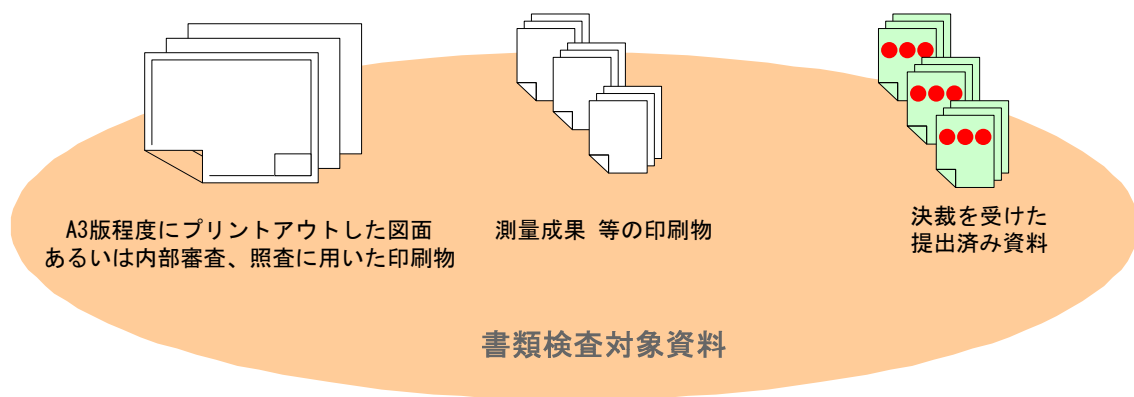 A3版程度にプリントアウトした図面
あるいは内部審査、照査に用いた印刷物
測量成果 等の印刷物
決裁を受けた
提出済み資料
書類検査対象資料